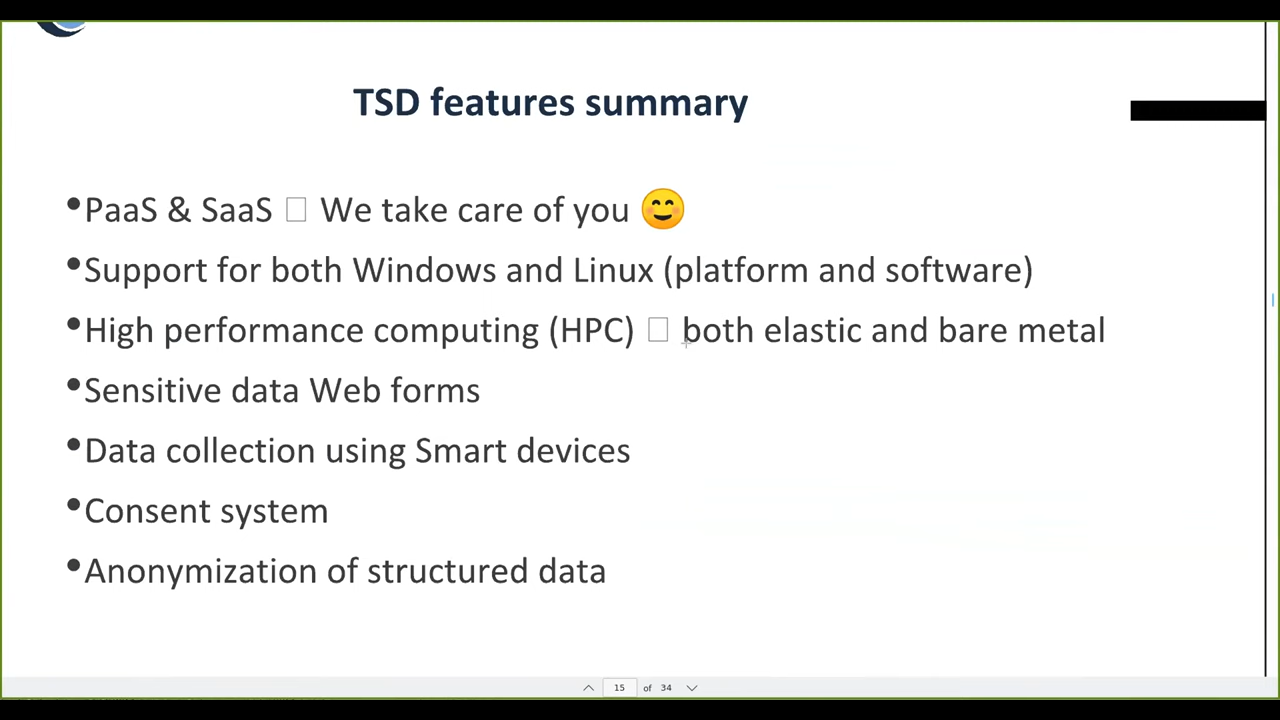 TSD features summary
•PaaS & SaaS □ We take care of you 😊
•Support for both Windows and Linux (platform and software)
•High performance computing (HPC) □ both elastic and bare metal
•Sensitive data Web forms
•Data collection using Smart devices
•Consent system
•Anonymization of structured data
15 of 34